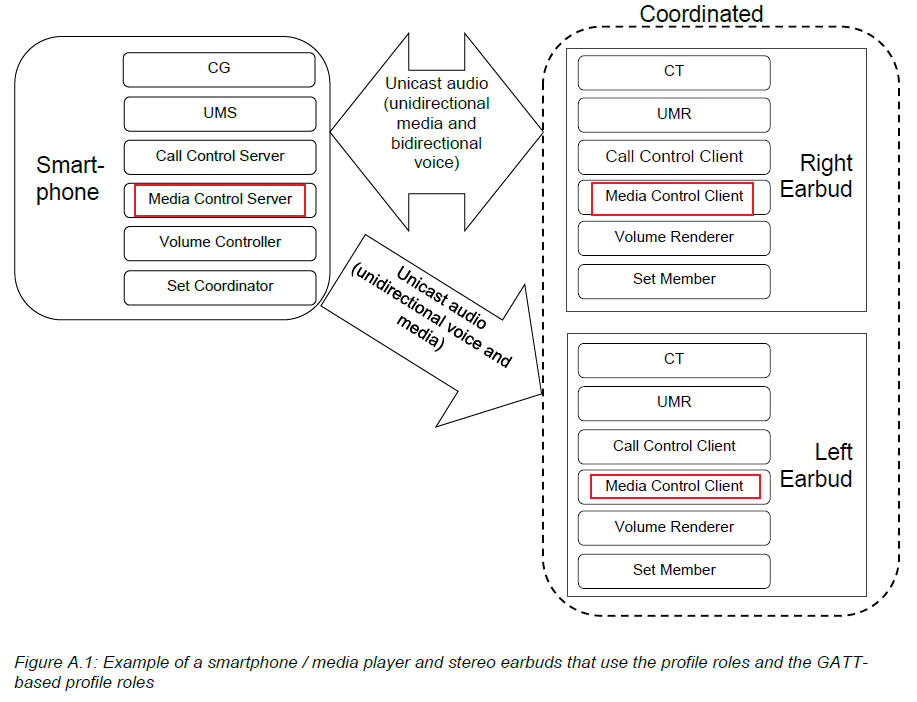 Coordinated
CG
UMS
Call Control Server
Media Control Server
Volume Controller
Set Coordinator
Smart-
phone
Unicast audio
(unidirectional
media and
bidirectional
voice)
Unicast audio
(unidirectional voice and
media)
CT
UMR
Call Control Client
Media Control Client
Volume Renderer
Set Member
Right
Earbud
CT
UMR
Call Control Client
Media Control Client
Volume Renderer
Set Member
Left
Earbud
Figure A.1: Example of a smartphone / media player and stereo earbuds that use the profile roles and the GATT-
based profile roles